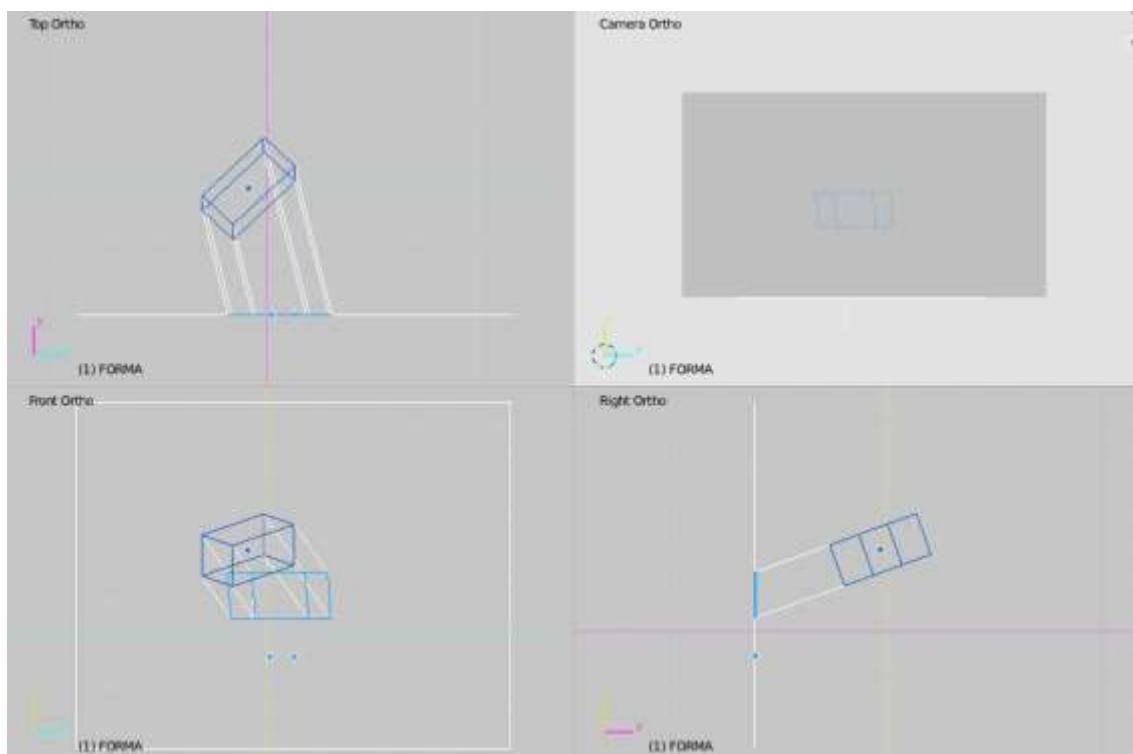 Top Ortho
Camera Ortho
(1) FORMA
(1) FORMA
Front Ortho
Right Ortho
(1) FORMA
(1) FORMA